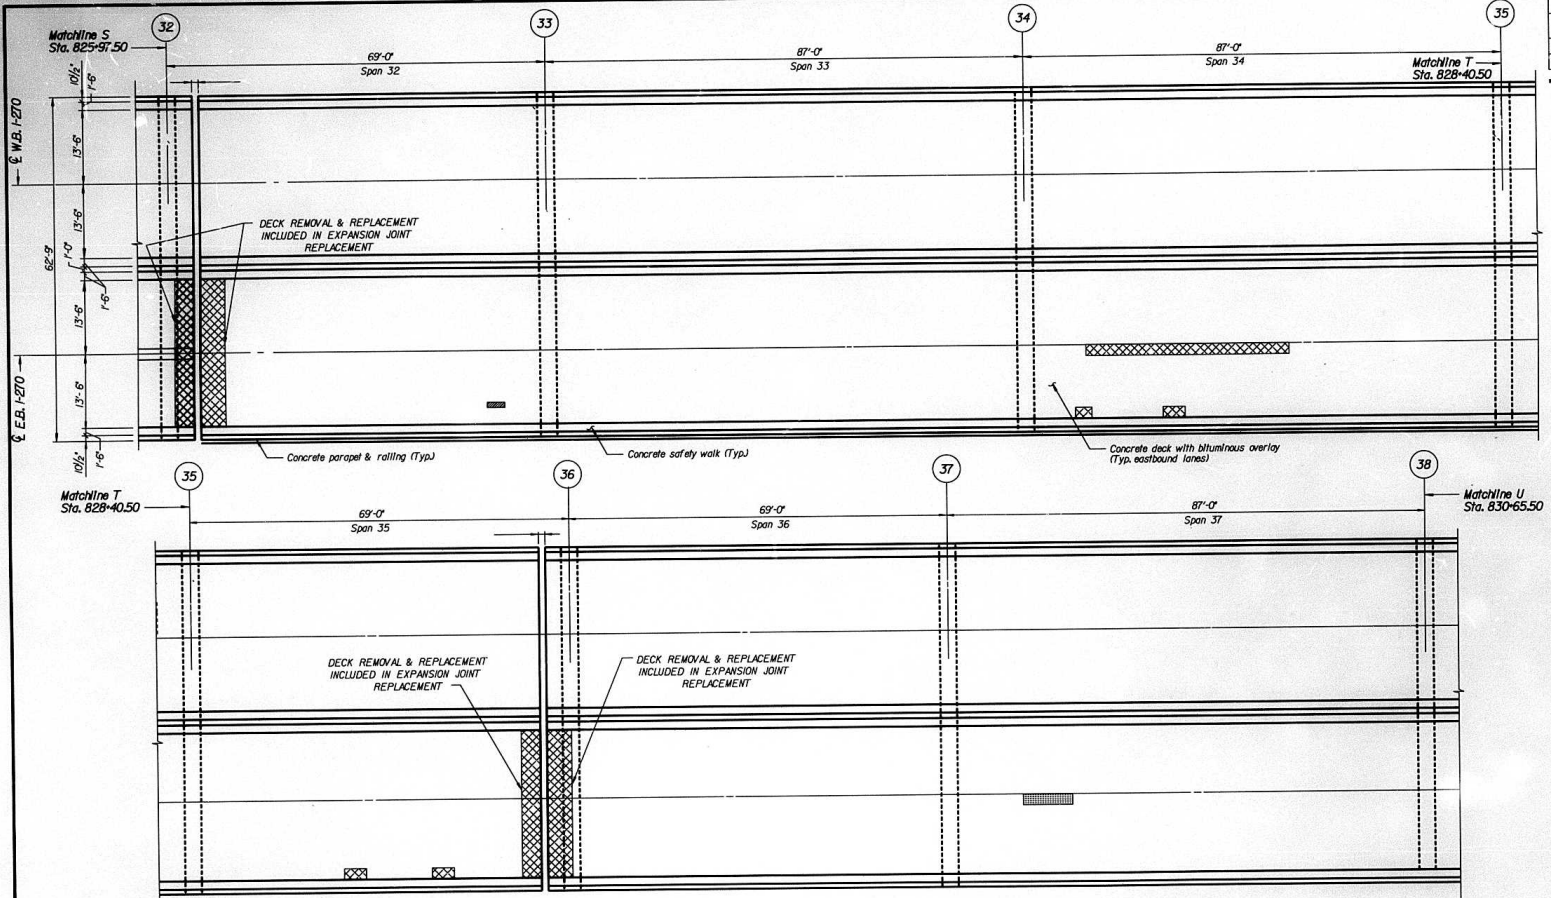 32
33
34
35
Matchline S
Sta. 825+97.50
69'-0"
Span 32
87'-0"
Span 33
87'-0"
Span 34
Matchline T
Sta. 828+40.50
10½"
1'-6"
℄ W.B. I-270
13'-6"
13'-6"
62'-9"
1'-0"
1'-6"
13'-6"
13'-6"
℄ E.B. I-270
10½"
1'-6"
DECK REMOVAL & REPLACEMENT
INCLUDED IN EXPANSION JOINT
REPLACEMENT
Concrete parapet & railing (Typ.)
Concrete safety walk (Typ.)
Concrete deck with bituminous overlay
(Typ. eastbound lanes)
35
36
37
38
Matchline T
Sta. 828+40.50
69'-0"
Span 35
69'-0"
Span 36
87'-0"
Span 37
Matchline U
Sta. 830+65.50
DECK REMOVAL & REPLACEMENT
INCLUDED IN EXPANSION JOINT
REPLACEMENT
DECK REMOVAL & REPLACEMENT
INCLUDED IN EXPANSION JOINT
REPLACEMENT